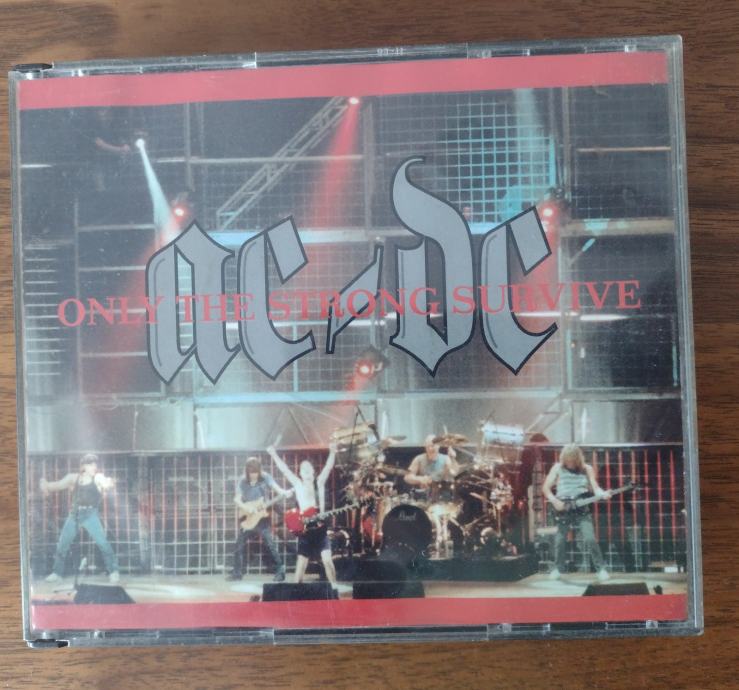 ac/dc
ONLY THE STRONG SURVIVE